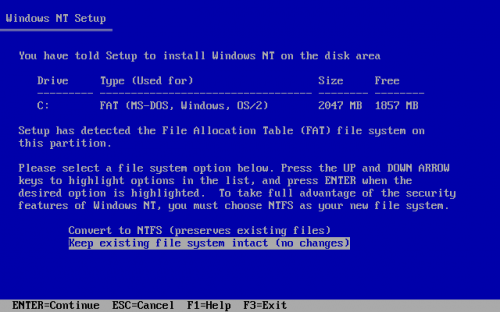 Windows NT Setup
You have told Setup to install Windows NT on the disk area
Drive Type (Used for) Size Free
C: FAT (MS-DOS, Windows, OS/2) 2047 MB 1857 MB
Setup has detected the File Allocation Table (FAT) file system on
this partition.
Please select a file system option below. Press the UP and DOWN ARROW
keys to highlight options in the list, and press ENTER when the
desired option is highlighted. To take full advantage of the security
features of Windows NT, you must choose NTFS as your new file system.
Convert to NTFS (preserves existing files)
Keep existing file system intact (no changes)
ENTER=Continue ESC=Cancel F1=Help F3=Exit